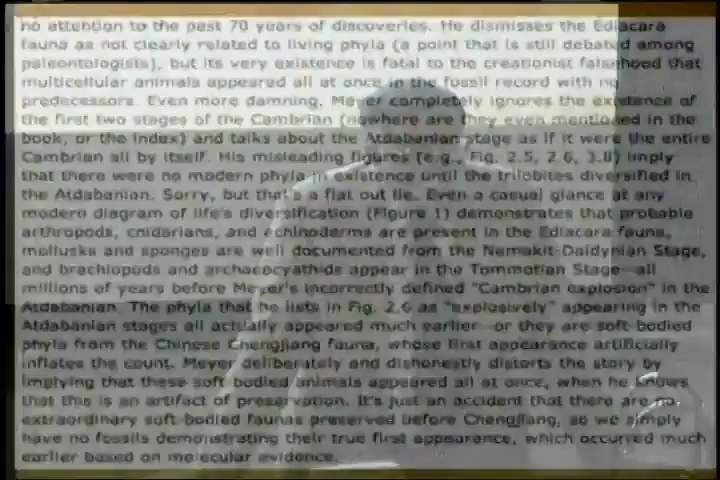 no attention to the past 70 years of discoveries. He dismisses the Ediacara
fauna as not clearly related to living phyla (a point that is still debated among
paleontologists), but its very existence is fatal to the creationist falsehood that
multicellular animals appeared all at once in the fossil record with no
predecessors. Even more damning, Meyer completely ignores the existence of
the first two stages of the Cambrian (nowhere are they even mentioned in the
book, or the index) and talks about the Atdabanian stage as if it were the entire
Cambrian all by itself. His misleading figures (e.g., Fig. 2.5, 2.6, 3.8) imply
that there were no modern phyla in existence until the trilobites diversified in
the Atdabanian. Sorry, but that's a flat out lie. Even a casual glance at any
modern diagram of life's diversification (Figure 1) demonstrates that probable
arthropods, cnidarians, and echinoderms are present in the Ediacara fauna,
mollusks and sponges are well documented from the Nemakit-Daldynian Stage,
and brachiopods and archaeocyathids appear in the Tommotian Stage—all
millions of years before Meyer's incorrectly defined "Cambrian explosion" in the
Atdabanian. The phyla that he lists in Fig. 2.6 as "explosively" appearing in the
Atdabanian stages all actually appeared much earlier—or they are soft-bodied
phyla from the Chinese Chengjiang fauna, whose first appearance artificially
inflates the count. Meyer deliberately and dishonestly distorts the story by
implying that these soft bodied animals appeared all at once, when he knows
that this is an artifact of preservation. It's just an accident that there are no
extraordinary soft-bodied faunas preserved before Chengjiang, so we simply
have no fossils demonstrating their true first appearance, which occurred much
earlier based on molecular evidence.